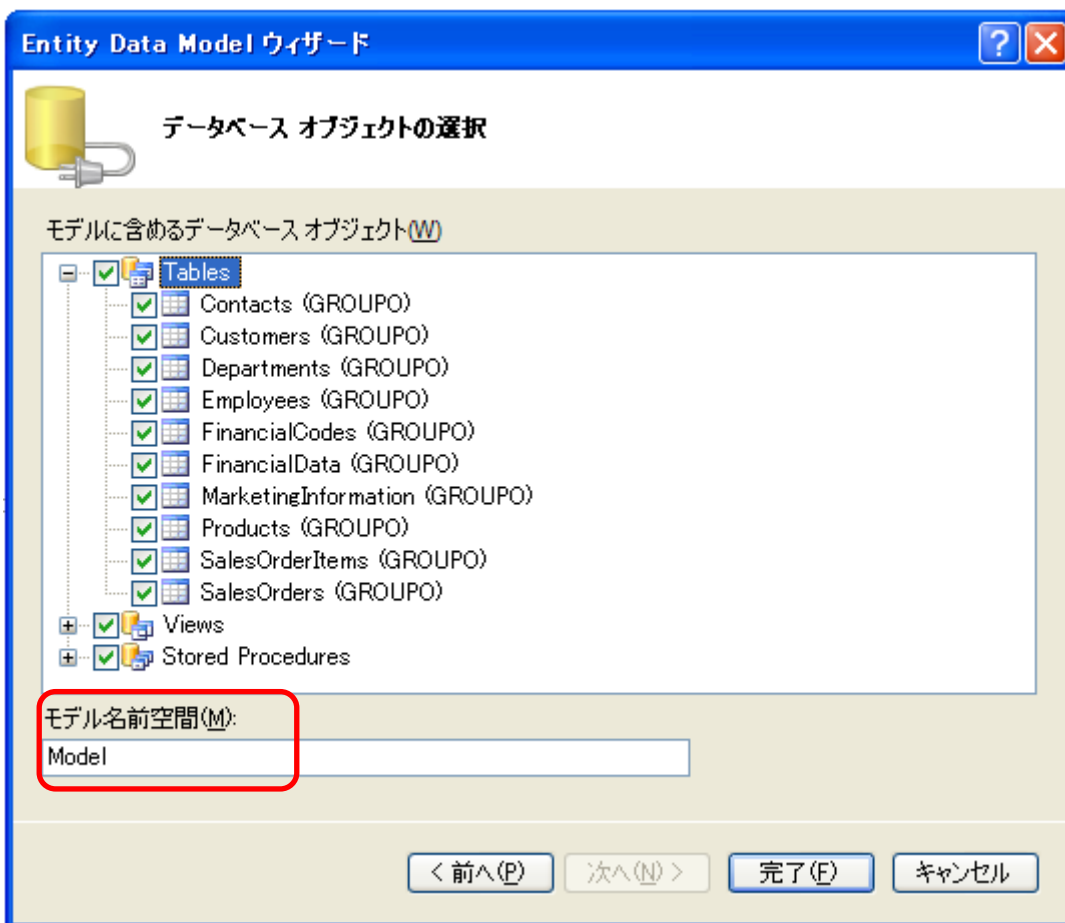 Entity Data Model ウィザード
データベース オブジェクトの選択
モデルに含めるデータベース オブジェクト(W)
Tables
Contacts (GROUPO)
Customers (GROUPO)
Departments (GROUPO)
Employees (GROUPO)
FinancialCodes (GROUPO)
FinancialData (GROUPO)
MarketingInformation (GROUPO)
Products (GROUPO)
SalesOrderItems (GROUPO)
SalesOrders (GROUPO)
Views
Stored Procedures
モデル名前空間(M):
Model
< 前へ(P) 次へ(N) > 完了(F) キャンセル